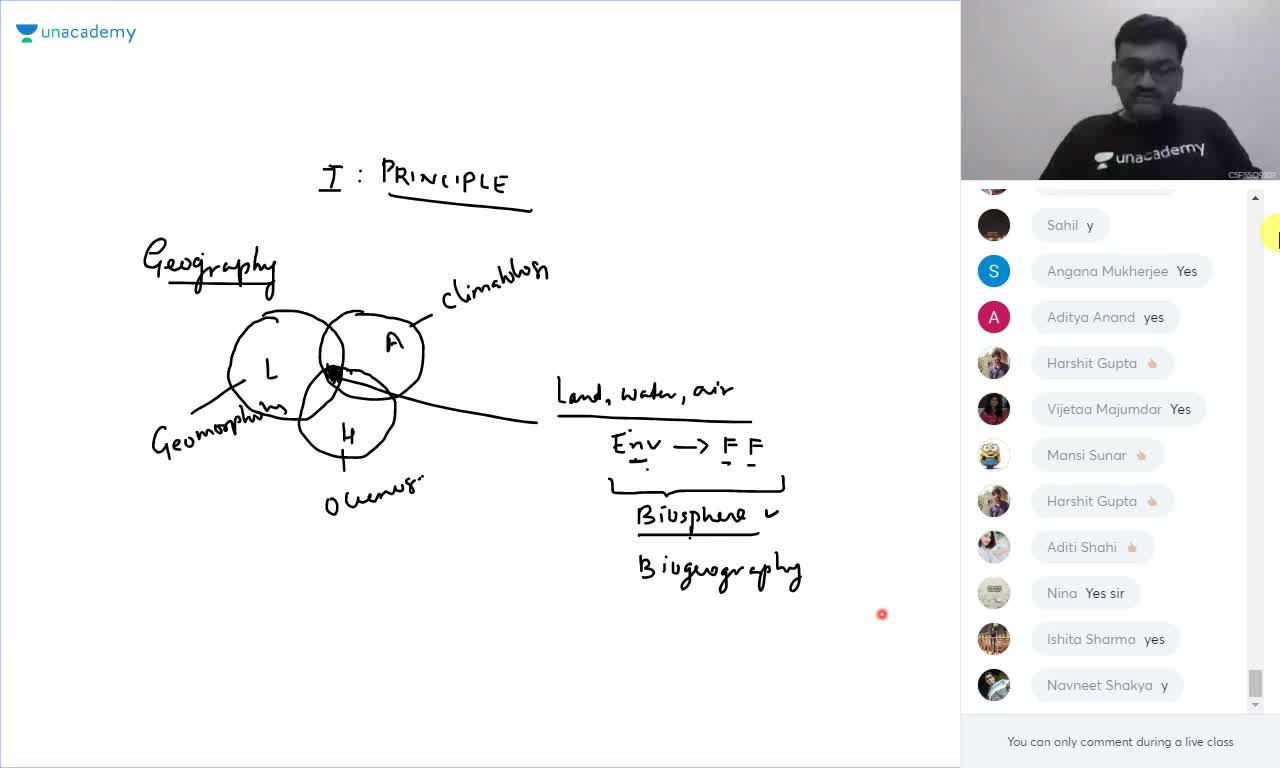 unacademy
I : PRINCIPLE
Geography
Climatology
L
A
H
Geomorphology
Land, water, air
Env → F F
Biosphere ✓
Biogeography
unacademy
Sahil y
Angana Mukherjee Yes
Aditya Anand yes
Harshit Gupta 👆🏻
Vijetaa Majumdar Yes
Mansi Sunar 👆🏻
Harshit Gupta 👆🏻
Aditi Shahi 👍🏻
Nina Yes sir
Ishita Sharma yes
Navneet Shakya y
S
A
You can only comment during a live class